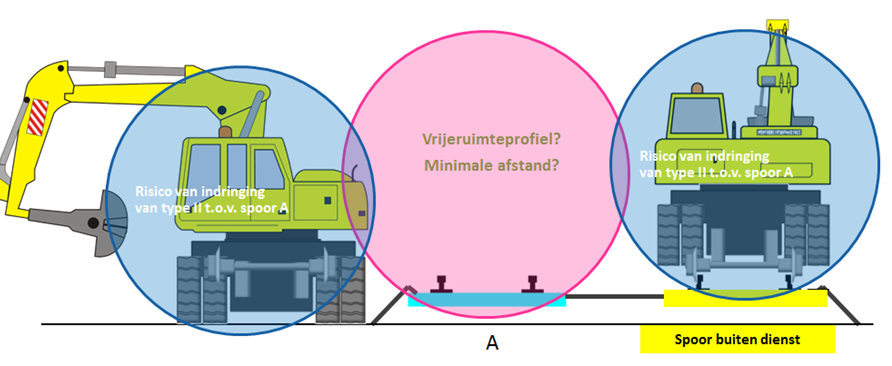 Vrijeruimteprofiel?
Minimale afstand?
Risico van indringing
van type II t.o.v. spoor A
Risico van indringing
van type II t.o.v. spoor A
A
Spoor buiten dienst